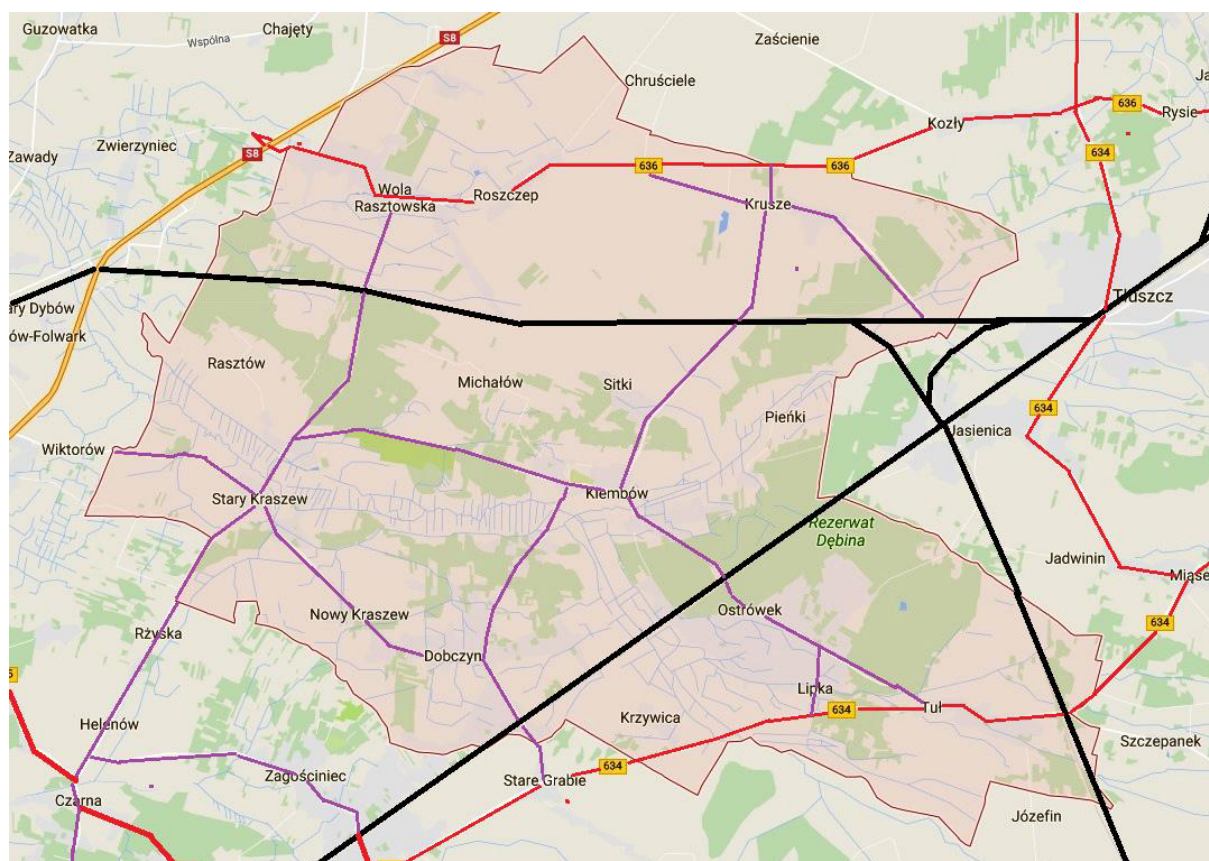 Guzowatka
Chajęty
Wspólna
S8
Zaścienie
Chruściele
636
Rysie
Kozły
634
Zwierzyniec
Zawady
S8
636
636
Wola
Rasztowska
Roszczep
Krusze
Tłuszcz
ary Dybów
ów-Folwark
Rasztów
Michałów
Sitki
Pieńki
634
Jasienica
Wiktorów
Stary Kraszew
Klembów
Rezerwat
Dębina
Jadwinin
Miąse
Nowy Kraszew
Ostrówek
634
Rżyska
Dobczyn
Lipka
634
Tuł
Krzywica
Helenów
Szczepanek
634
Zagościniec
Stare Grabie
Czarna
Józefin